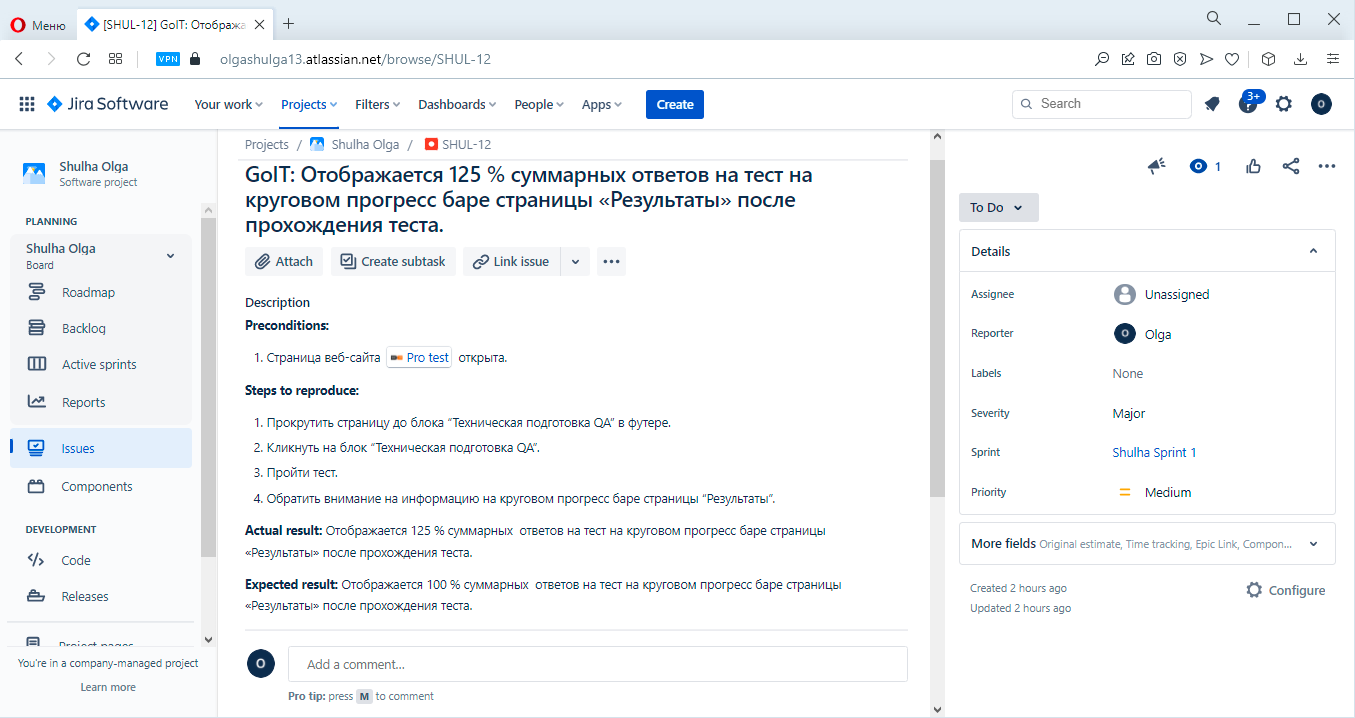 Меню
[SHUL-12] GoIT: Отображ
VPN
olgashulga13.atlassian.net/browse/SHUL-12
Jira Software
Your work
Projects
Filters
Dashboards
People
Apps
Create
Search
3+
O
Shulha Olga
Software project
PLANNING
Shulha Olga
Board
Roadmap
Backlog
Active sprints
Reports
Issues
Components
DEVELOPMENT
Code
Releases
Project pages
You're in a company-managed project
Learn more
Projects / Shulha Olga / SHUL-12
GoIT: Отображается 125 % суммарных ответов на тест на
круговом прогресс баре страницы «Результаты» после
прохождения теста.
Attach
Create subtask
Link issue
Description
Preconditions:
1. Страница веб-сайта Pro test открыта.
Steps to reproduce:
1. Прокрутить страницу до блока “Техническая подготовка QA” в футере.
2. Кликнуть на блок “Техническая подготовка QA”.
3. Пройти тест.
4. Обратить внимание на информацию на круговом прогресс баре страницы “Результаты”.
Actual result: Отображается 125 % суммарных ответов на тест на круговом прогресс баре страницы
«Результаты» после прохождения теста.
Expected result: Отображается 100 % суммарных ответов на тест на круговом прогресс баре страницы
«Результаты» после прохождения теста.
O
Add a comment...
Pro tip: press M to comment
1
To Do
Details
Assignee
Unassigned
Reporter
O
Olga
Labels
None
Severity
Major
Sprint
Shulha Sprint 1
Priority
Medium
More fields Original estimate, Time tracking, Epic Link, Compon...
Created 2 hours ago
Configure
Updated 2 hours ago